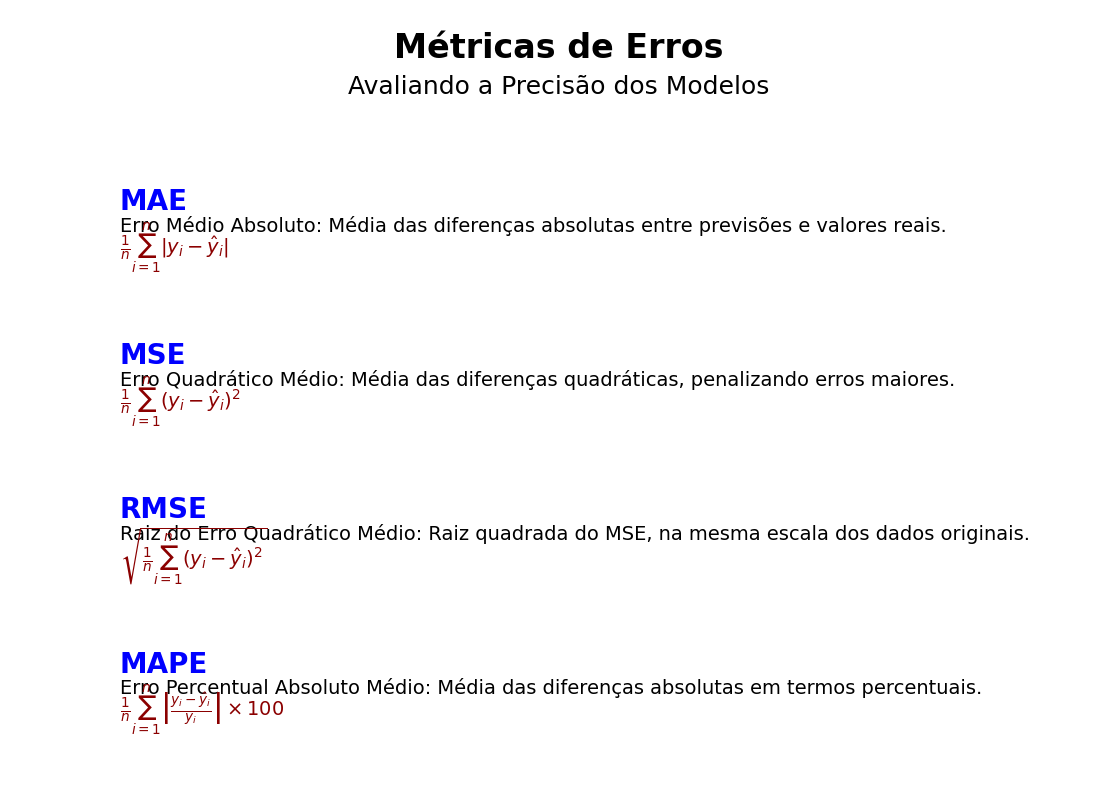 Métricas de Erros
Avaliando a Precisão dos Modelos
MAE
Erro Médio Absoluto: Média das diferenças absolutas entre previsões e valores reais.
$\frac{1}{n}\sum_{i=1}^{n}|y_i-\hat{y}_i|$
MSE
Erro Quadrático Médio: Média das diferenças quadráticas, penalizando erros maiores.
$\frac{1}{n}\sum_{i=1}^{n}(y_i-\hat{y}_i)^2$
RMSE
Raiz do Erro Quadrático Médio: Raiz quadrada do MSE, na mesma escala dos dados originais.
$\sqrt{\frac{1}{n}\sum_{i=1}^{n}(y_i-\hat{y}_i)^2}$
MAPE
Erro Percentual Absoluto Médio: Média das diferenças absolutas em termos percentuais.
$\frac{1}{n}\sum_{i=1}^{n}\left|\frac{y_i-\hat{y}_i}{y_i}\right|\times 100$